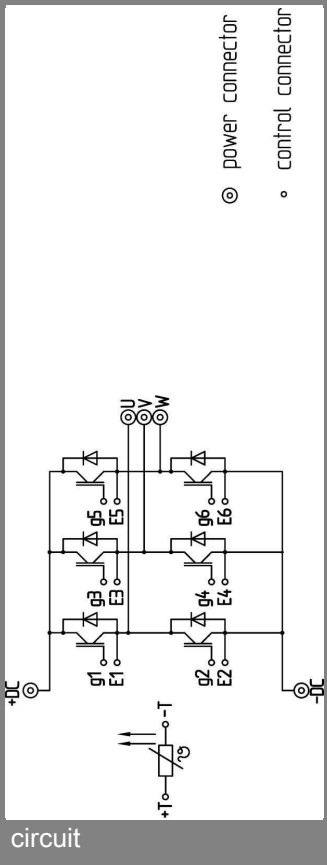 power connector
control connector
U
V
W
g5
E5
g6
E6
g3
E3
g4
E4
g1
E1
g2
E2
+DC
-DC
-T
+T
ϑ
circuit